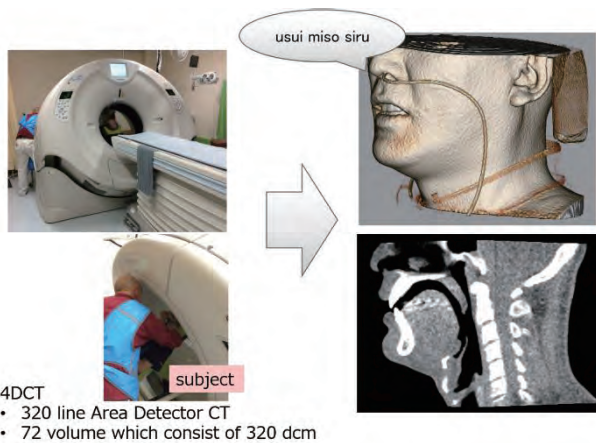 usui miso siru
subject
4DCT
• 320 line Area Detector CT
• 72 volume which consist of 320 dcm